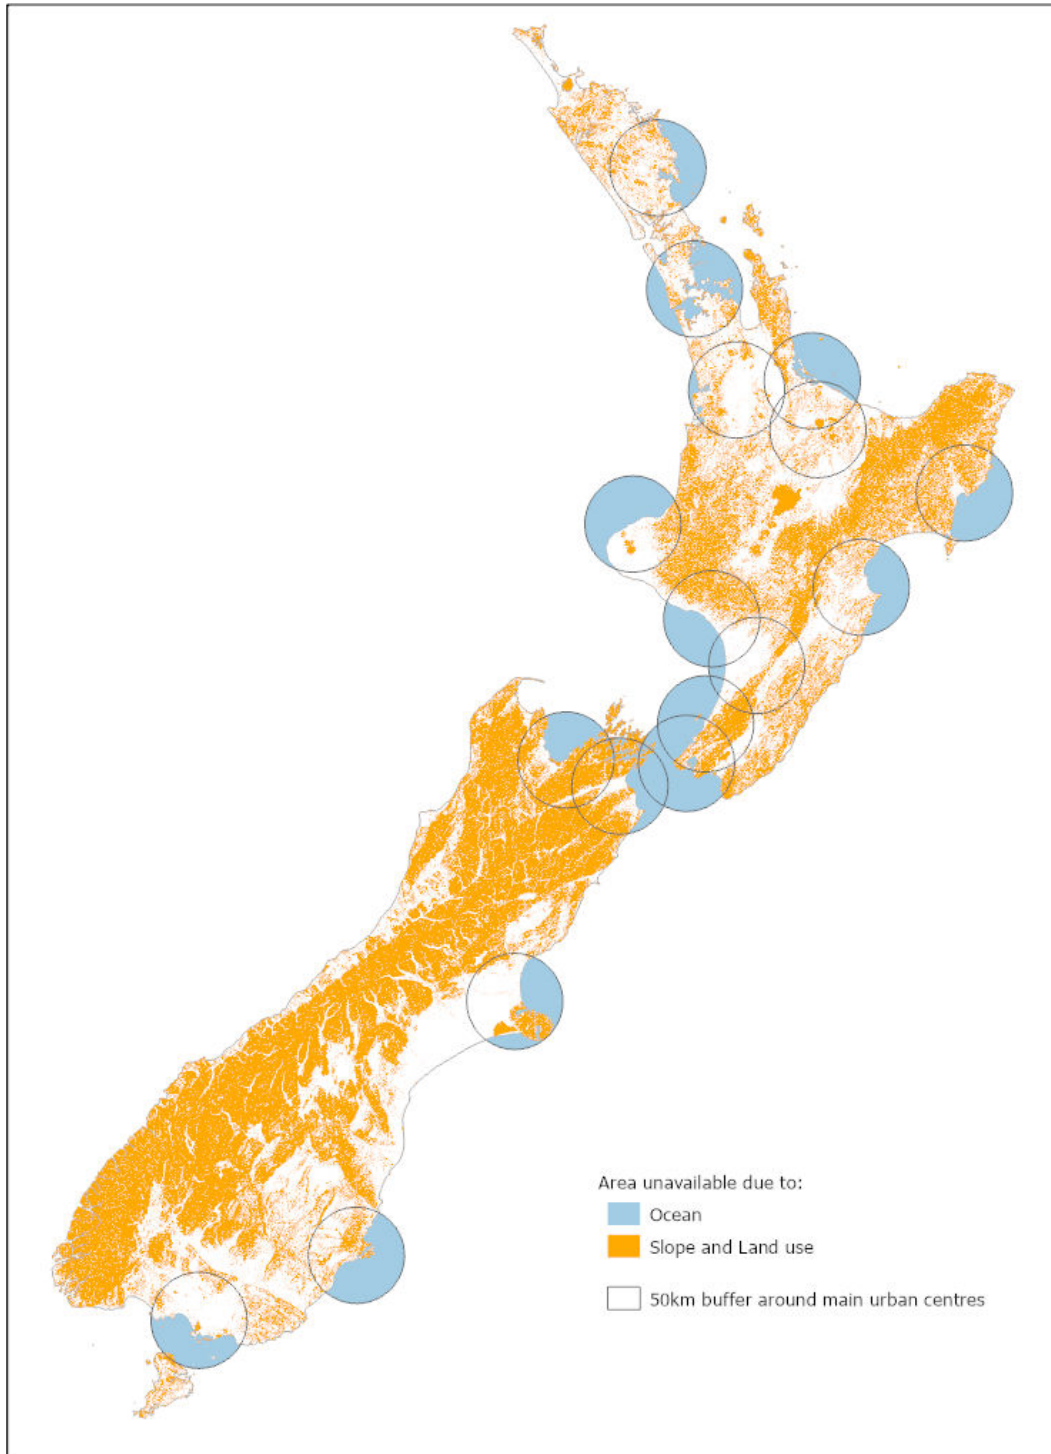 Area unavailable due to:
Ocean
Slope and Land use
50km buffer around main urban centres